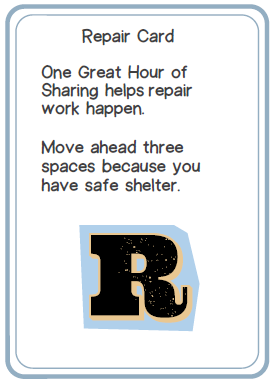 Repair Card
One Great Hour of
Sharing helps repair
work happen.
Move ahead three
spaces because you
have safe shelter.
R